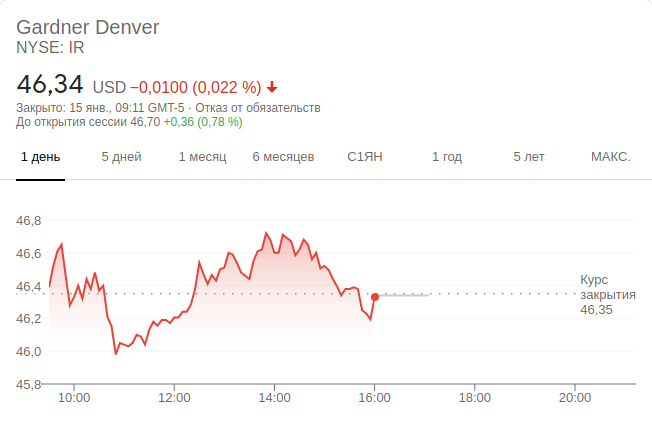 Gardner Denver
NYSE: IR
46,34 USD −0,0100 (0,022 %)
Закрыто: 15 янв., 09:11 GMT-5 · Отказ от обязательств
До открытия сессии 46,70 +0,36 (0,78 %)
1 день 5 дней 1 месяц 6 месяцев С1ЯН 1 год 5 лет МАКС.
46,8
46,6
46,4
46,2
46,0
45,8
Курс
закрытия
46,35
10:00 12:00 14:00 16:00 18:00 20:00